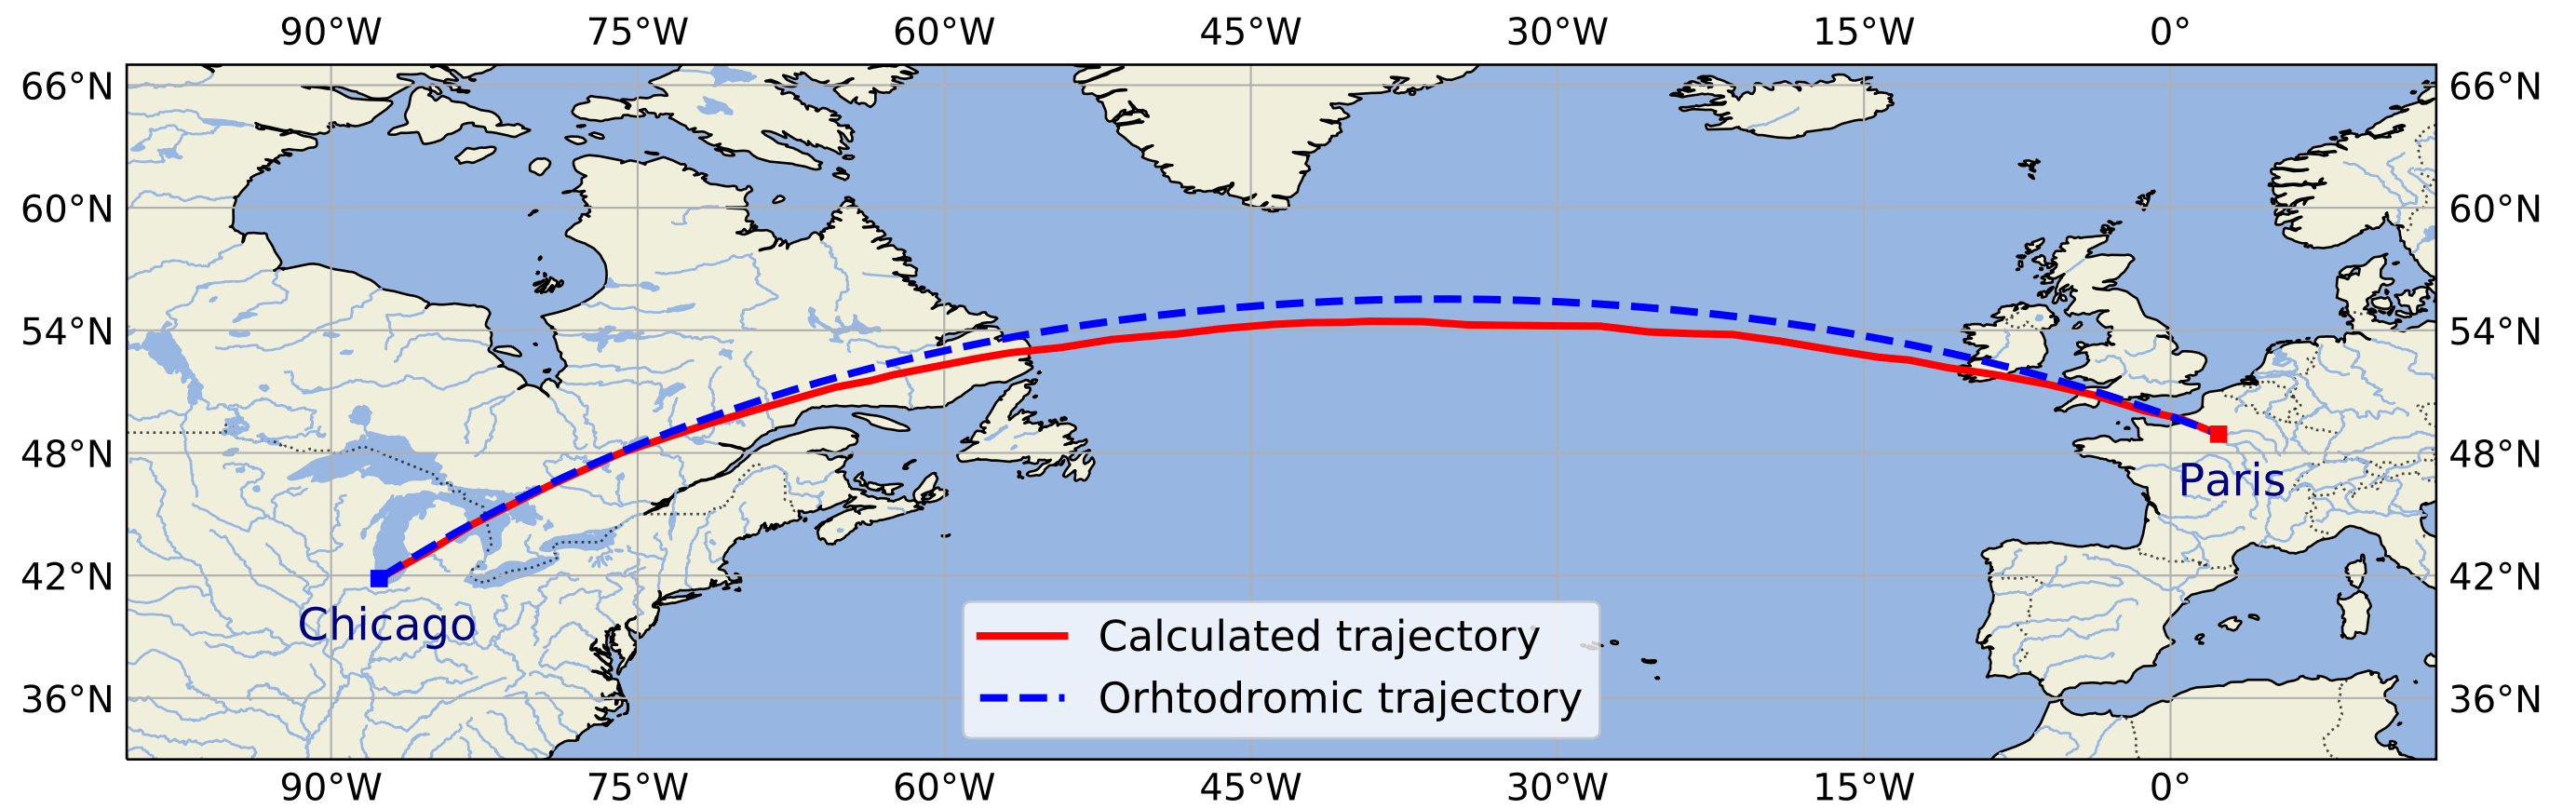 90°W 75°W 60°W 45°W 30°W 15°W 0°
66°N 66°N
60°N 60°N
54°N 54°N
48°N 48°N
Paris
42°N 42°N
Chicago
Calculated trajectory
Orhtodromic trajectory
36°N 36°N
90°W 75°W 60°W 45°W 30°W 15°W 0°